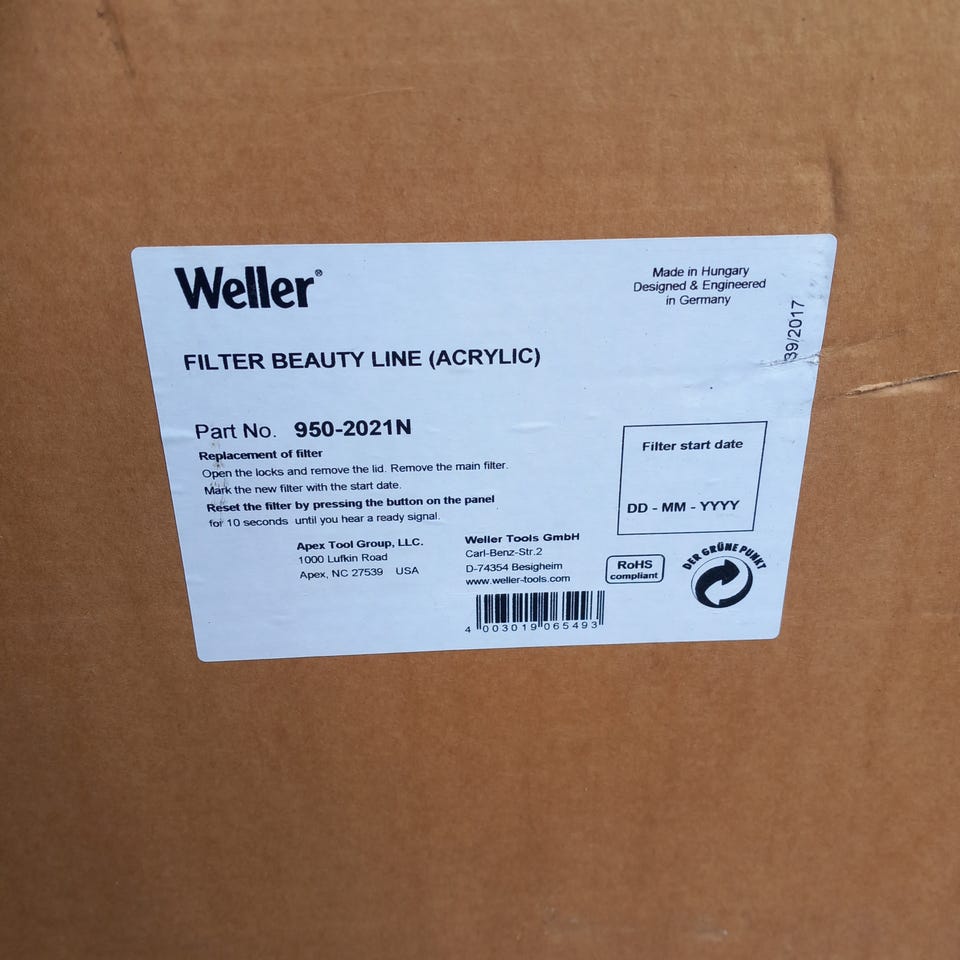 Weller®
Made in Hungary
Designed & Engineered
in Germany
39/2017
FILTER BEAUTY LINE (ACRYLIC)
Part No. 950-2021N
Replacement of filter
Open the locks and remove the lid. Remove the main filter.
Mark the new filter with the start date.
Reset the filter by pressing the button on the panel
for 10 seconds until you hear a ready signal.
Filter start date
DD - MM - YYYY
Apex Tool Group, LLC.
1000 Lufkin Road
Apex, NC 27539 USA
Weller Tools GmbH
Carl-Benz-Str.2
D-74354 Besigheim
www.weller-tools.com
RoHS
compliant
DER GRÜNE PUNKT
4 003019 065493